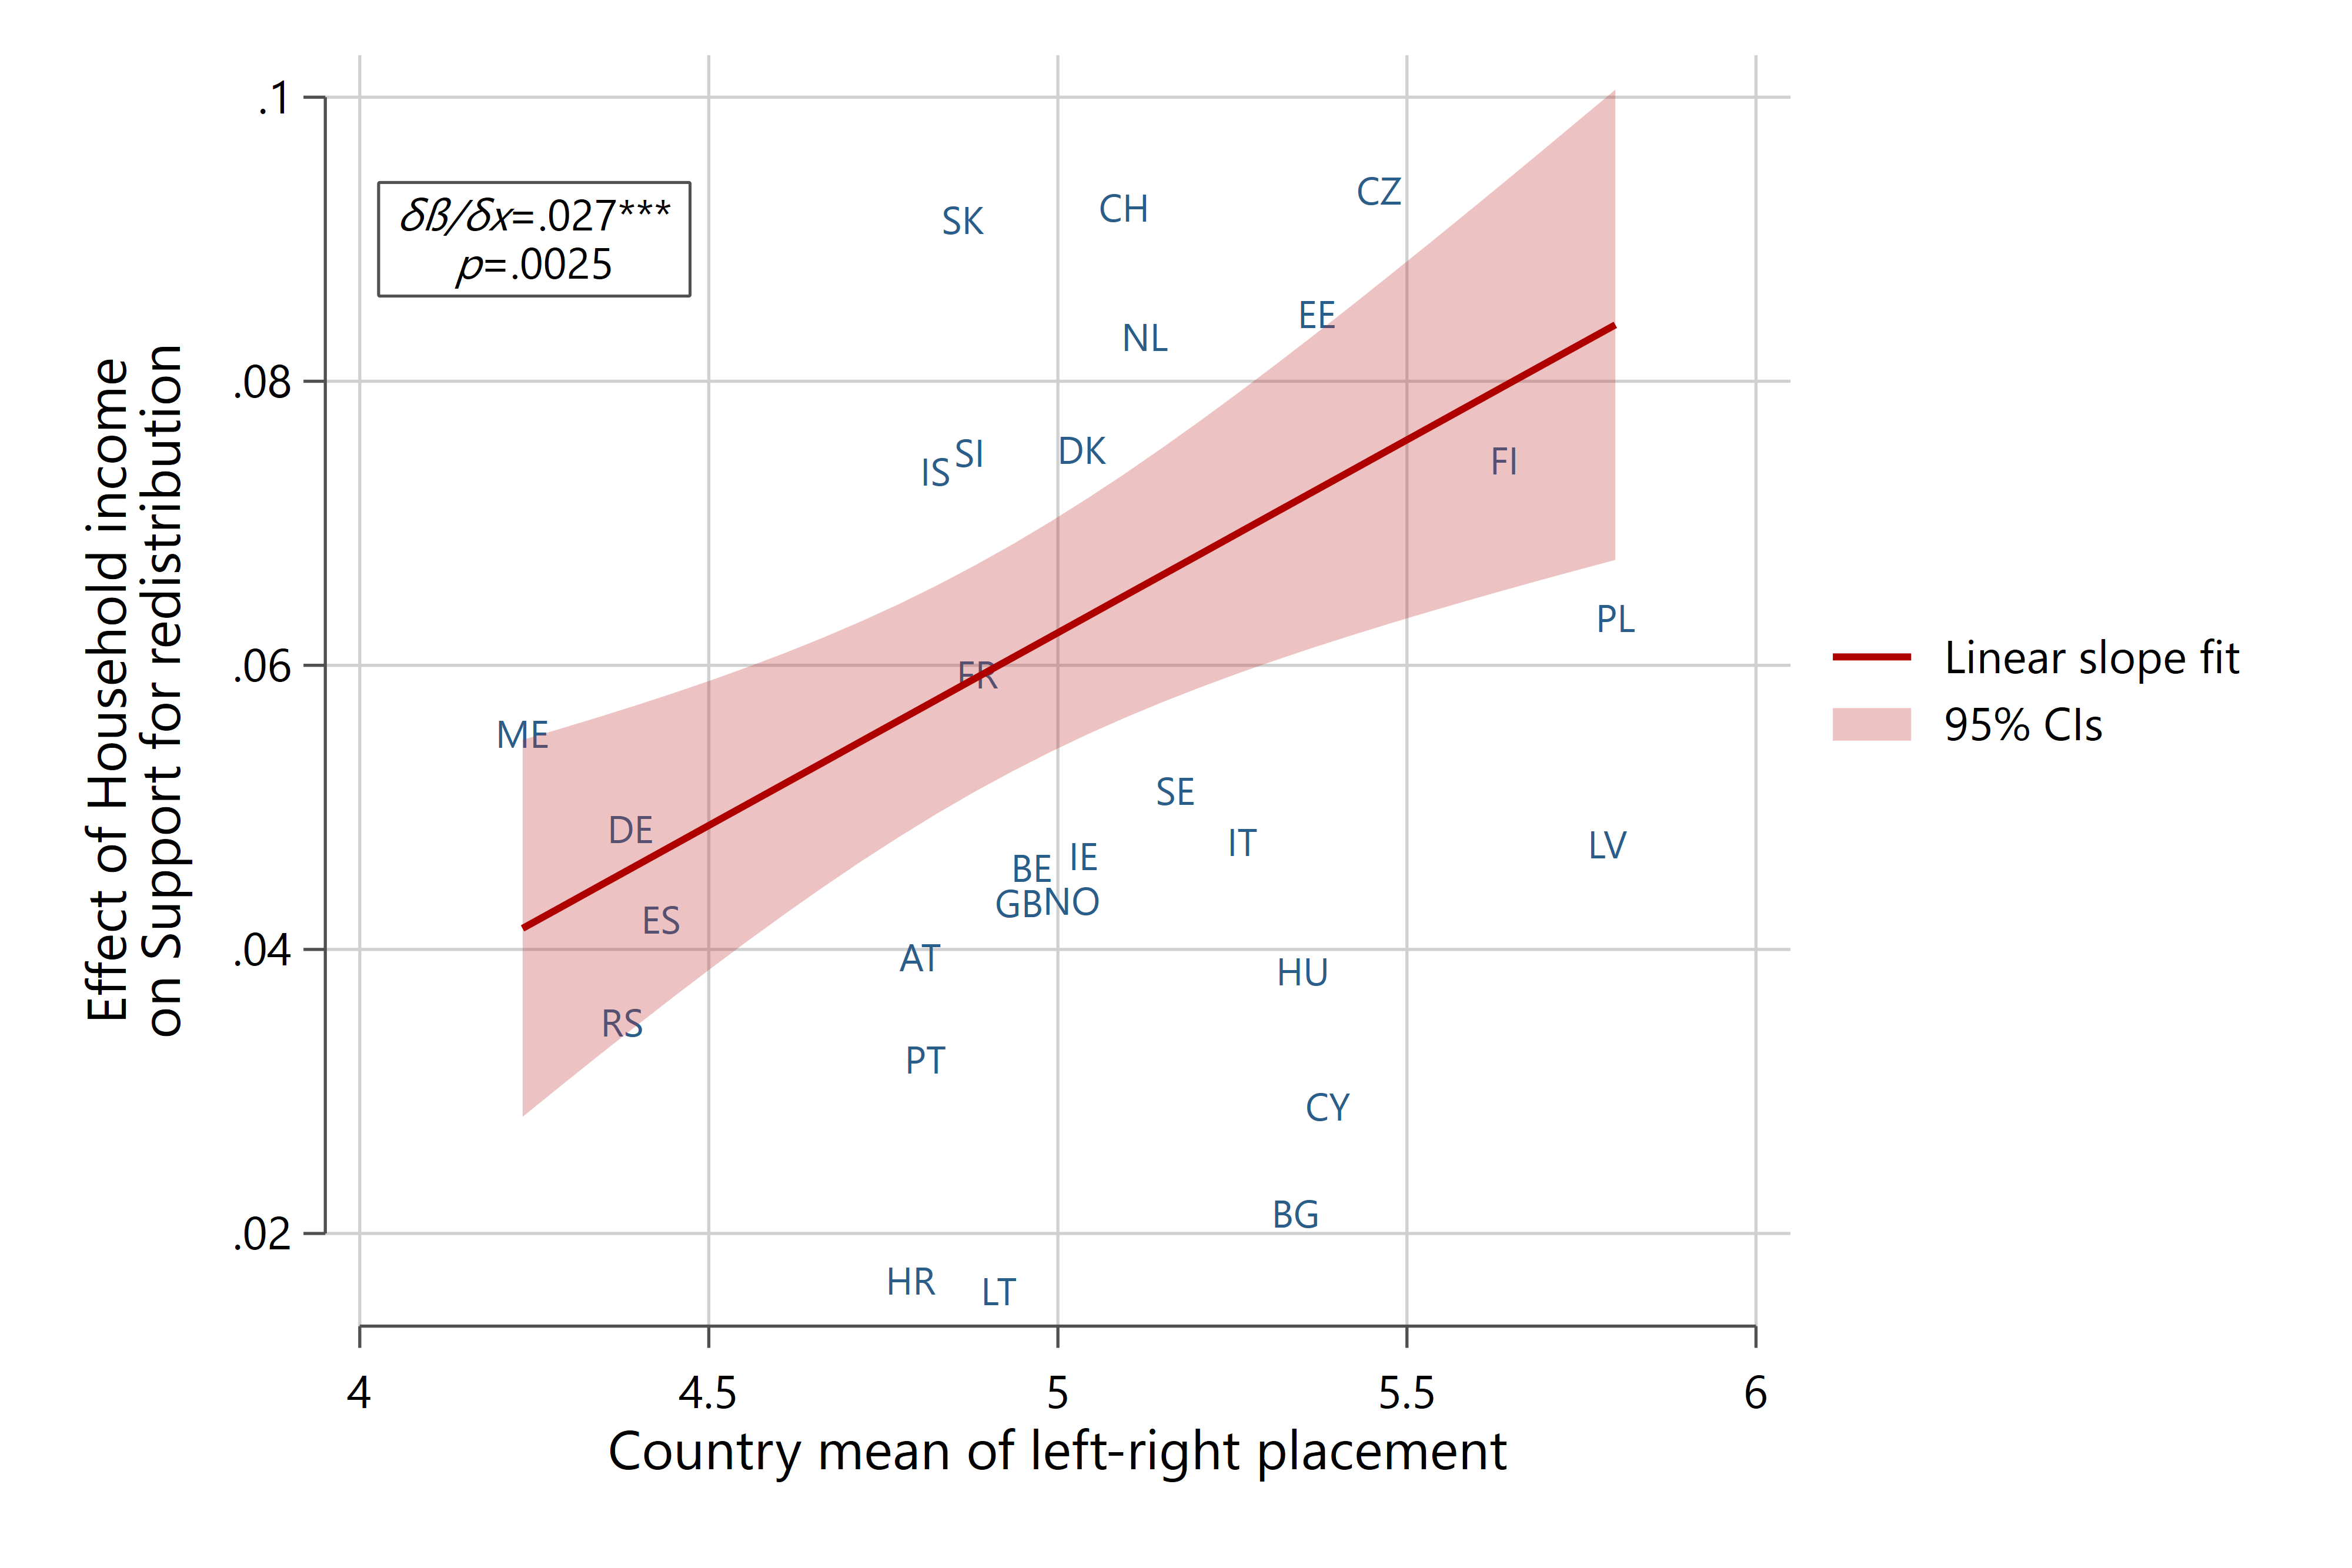 Effect of Household income
on Support for redistribution
.1
.08
.06
.04
.02
δß/δx=.027***
p=.0025
CZ
CH
SK
EE
NL
DK
SI
IS
FI
FR
PL
ME
SE
DE
IT
LV
IE
BE
GB
NO
ES
AT
HU
RS
PT
CY
BG
HR
LT
4
4.5
5
5.5
6
Country mean of left-right placement
Linear slope fit
95% CIs